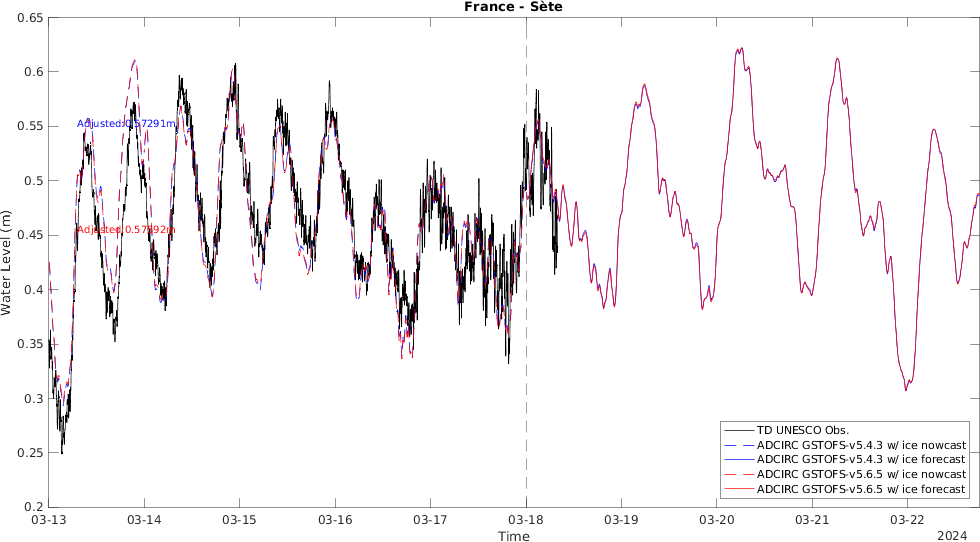 France - Sète
Water Level (m)
0.65
0.6
0.55
0.5
0.45
0.4
0.35
0.3
0.25
0.2
Adjusted:0.57291m
Adjusted:0.57592m
TD UNESCO Obs.
ADCIRC GSTOFS-v5.4.3 w/ ice nowcast
ADCIRC GSTOFS-v5.4.3 w/ ice forecast
ADCIRC GSTOFS-v5.6.5 w/ ice nowcast
ADCIRC GSTOFS-v5.6.5 w/ ice forecast
03-13 03-14 03-15 03-16 03-17 03-18 03-19 03-20 03-21 03-22
Time
2024